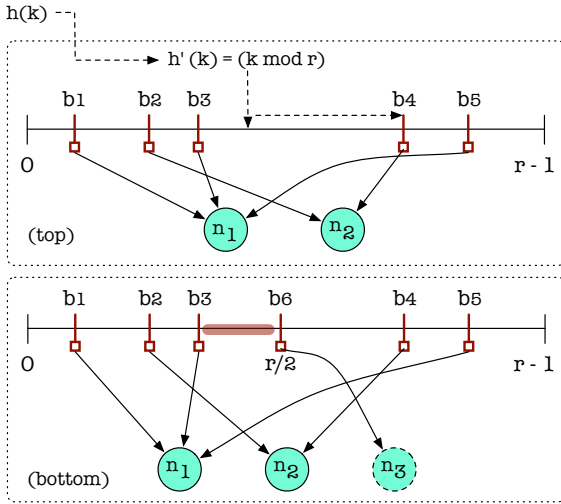 h(k)
h' (k) = (k mod r)
b1 b2 b3 b4 b5
0 r - 1
n1 n2
(top)
b1 b2 b3 b6 b4 b5
0 r/2 r - 1
n1 n2 n3
(bottom)